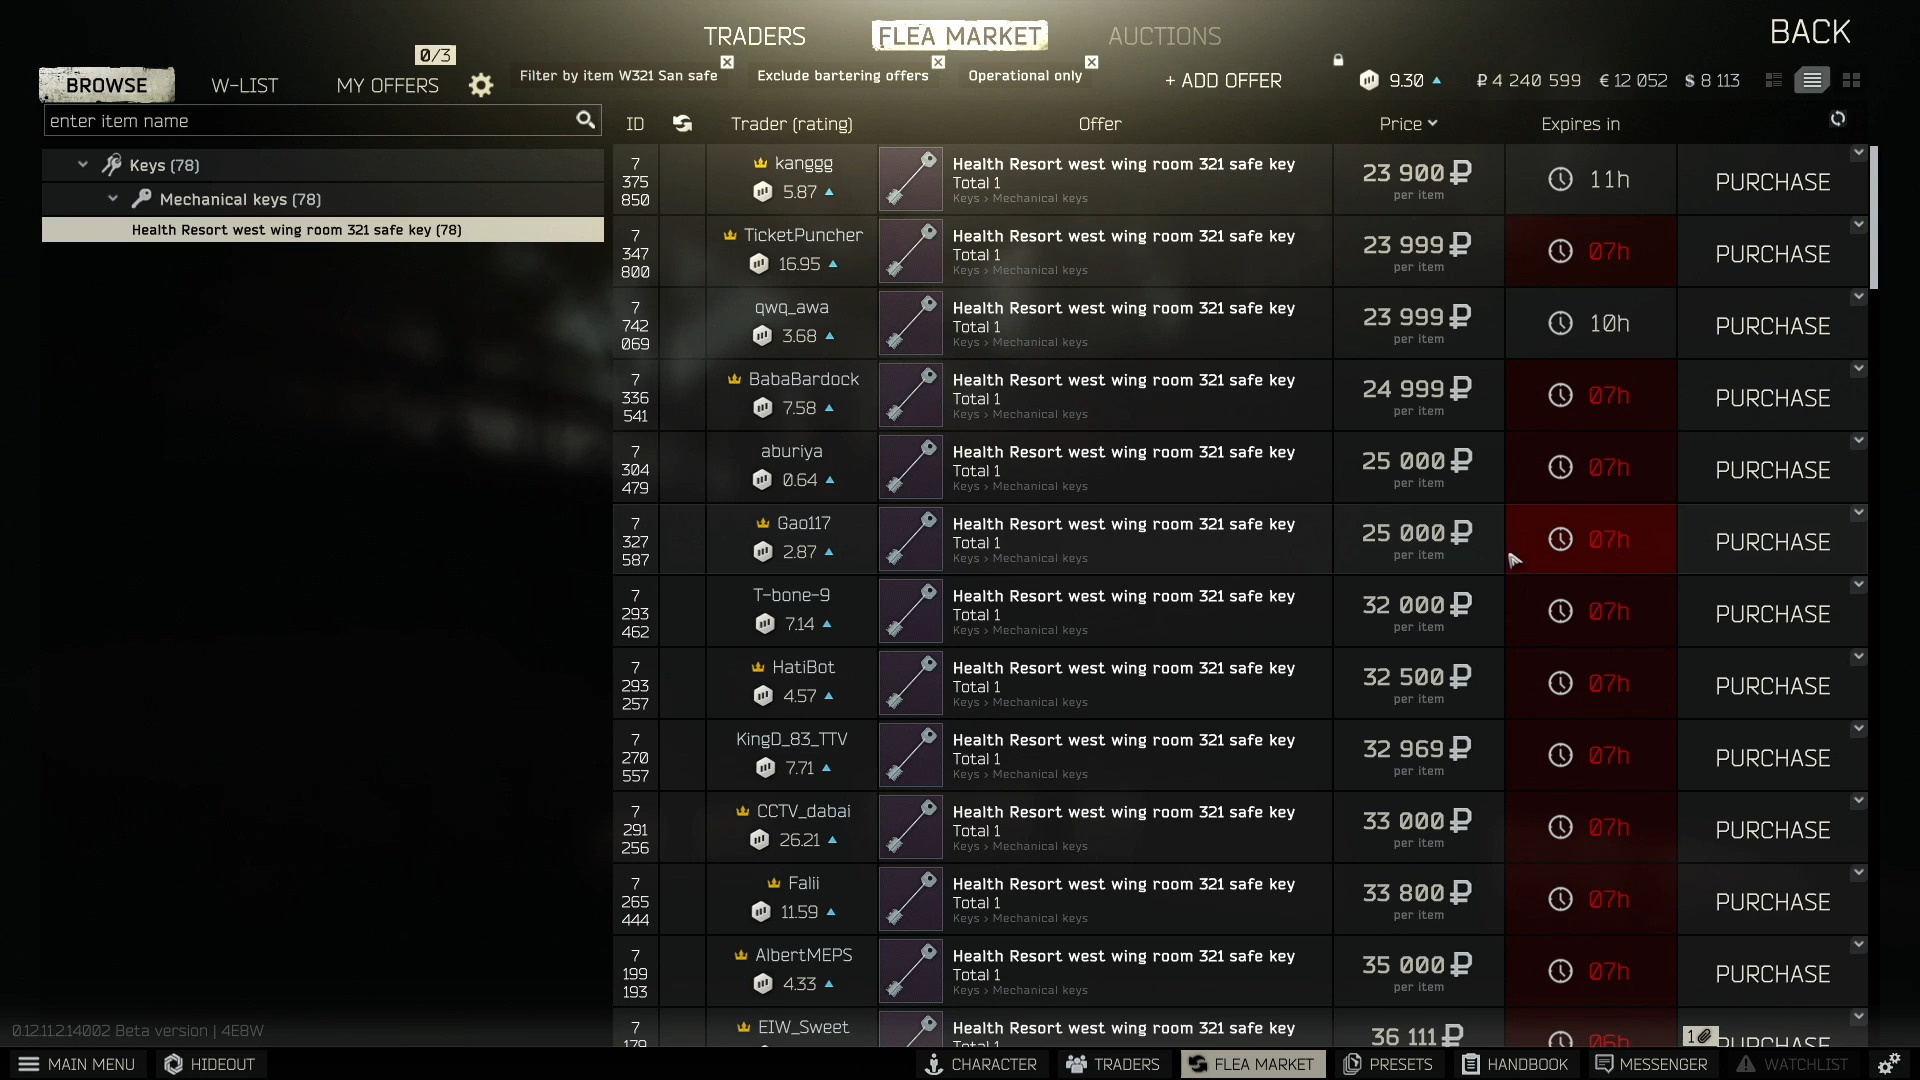 TRADERS
FLEA MARKET
AUCTIONS
BACK
0/3
BROWSE
W-LIST
MY OFFERS
Filter by item W321 San safe
Exclude bartering offers
Operational only
+ ADD OFFER
9.30
₽ 4 240 599
€ 12 052
$ 8 113
enter item name
ID
Trader (rating)
Offer
Price
Expires in
Keys (78)
Mechanical keys (78)
Health Resort west wing room 321 safe key (78)
7 375 850
kanggg
5.87
Health Resort west wing room 321 safe key
Total 1
Keys > Mechanical keys
23 900 ₽
per item
11h
PURCHASE
7 347 800
TicketPuncher
16.95
Health Resort west wing room 321 safe key
Total 1
Keys > Mechanical keys
23 999 ₽
per item
07h
PURCHASE
7 742 069
qwq_awa
3.68
Health Resort west wing room 321 safe key
Total 1
Keys > Mechanical keys
23 999 ₽
per item
10h
PURCHASE
7 336 541
BabaBardock
7.58
Health Resort west wing room 321 safe key
Total 1
Keys > Mechanical keys
24 999 ₽
per item
07h
PURCHASE
7 304 479
aburiya
0.64
Health Resort west wing room 321 safe key
Total 1
Keys > Mechanical keys
25 000 ₽
per item
07h
PURCHASE
7 327 587
Gao117
2.87
Health Resort west wing room 321 safe key
Total 1
Keys > Mechanical keys
25 000 ₽
per item
07h
PURCHASE
7 293 462
T-bone-9
7.14
Health Resort west wing room 321 safe key
Total 1
Keys > Mechanical keys
32 000 ₽
per item
07h
PURCHASE
7 293 257
HatiBot
4.57
Health Resort west wing room 321 safe key
Total 1
Keys > Mechanical keys
32 500 ₽
per item
07h
PURCHASE
7 270 557
KingD_83_TTV
7.71
Health Resort west wing room 321 safe key
Total 1
Keys > Mechanical keys
32 969 ₽
per item
07h
PURCHASE
7 291 256
CCTV_dabai
26.21
Health Resort west wing room 321 safe key
Total 1
Keys > Mechanical keys
33 000 ₽
per item
07h
PURCHASE
7 265 444
Falii
11.59
Health Resort west wing room 321 safe key
Total 1
Keys > Mechanical keys
33 800 ₽
per item
07h
PURCHASE
7 199 193
AlbertMEPS
4.33
Health Resort west wing room 321 safe key
Total 1
Keys > Mechanical keys
35 000 ₽
per item
07h
PURCHASE
7 179
EIW_Sweet
Health Resort west wing room 321 safe key
Total 1
36 111 ₽
06h
PURCHASE
1
0.12.11.2.14002 Beta version | 4E8W
MAIN MENU
HIDEOUT
CHARACTER
TRADERS
FLEA MARKET
PRESETS
HANDBOOK
MESSENGER
WATCHLIST